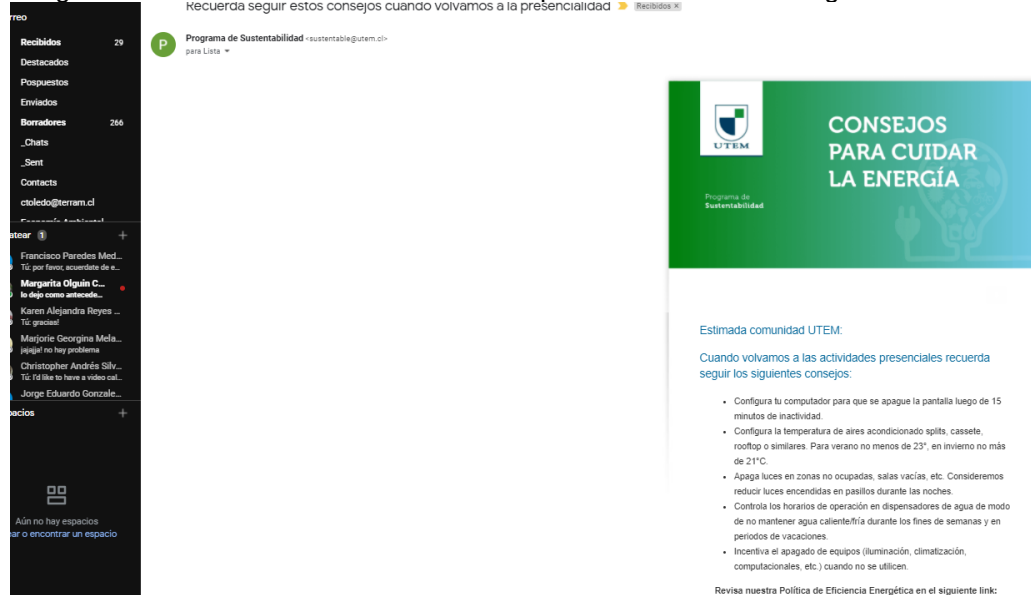 Recuerda seguir estos consejos cuando volvamos a la presencialidad
Recibidos ×
Recibidos 29
Destacados
Pospuestos
Enviados
Borradores 266
_Chats
_Sent
Contacts
ctoledo@terram.cl
1 +
Francisco Paredes Med...
Tú: por favor, acuerdate de e...
Margarita Olguin C...
lo dejo como antecede...
Karen Alejandra Reyes ...
Tú: gracias!
Marjorie Georgina Mela...
jajajja! no hay problema
Christopher Andrés Silv...
Tú: I'd like to have a video cal...
Jorge Eduardo Gonzale...
+
Aún no hay espacios
o encontrar un espacio
P
Programa de Sustentabilidad <sustentable@utem.cl>
para Lista
UTEM
Programa de
Sustentabilidad
CONSEJOS
PARA CUIDAR
LA ENERGÍA
Estimada comunidad UTEM:
Cuando volvamos a las actividades presenciales recuerda
seguir los siguientes consejos:
• Configura tu computador para que se apague la pantalla luego de 15
minutos de inactividad.
• Configura la temperatura de aires acondicionado splits, cassete,
rooftop o similares. Para verano no menos de 23°, en invierno no más
de 21°C.
• Apaga luces en zonas no ocupadas, salas vacías, etc. Consideremos
reducir luces encendidas en pasillos durante las noches.
• Controla los horarios de operación en dispensadores de agua de modo
de no mantener agua caliente/fría durante los fines de semanas y en
periodos de vacaciones.
• Incentiva el apagado de equipos (iluminación, climatización,
computacionales, etc.) cuando no se utilicen.
Revisa nuestra Política de Eficiencia Energética en el siguiente link: